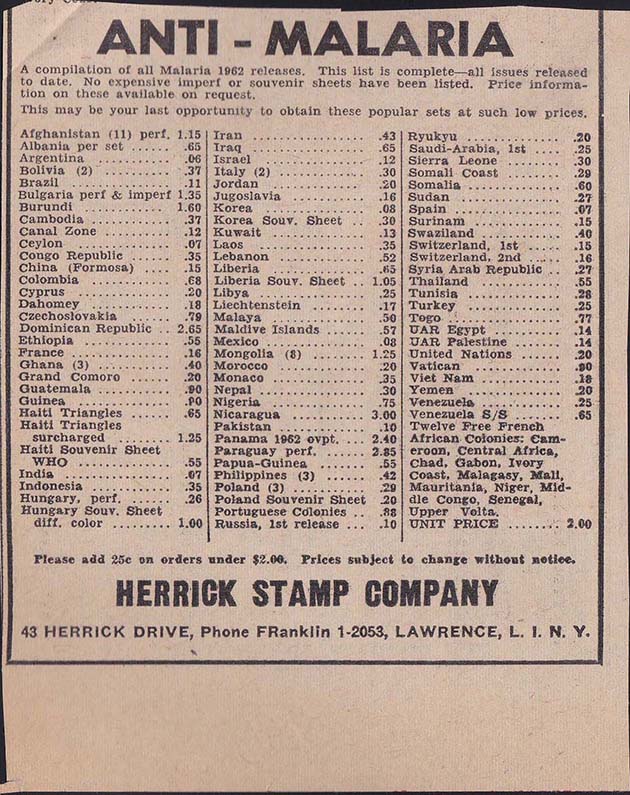 ANTI - MALARIA
A compilation of all Malaria 1962 releases. This list is complete—all issues released
to date. No expensive imperf or souvenir sheets have been listed. Price informa-
tion on these available on request.
This may be your last opportunity to obtain these popular sets at such low prices.
Afghanistan (11) perf. 1.15
Albania per set ..... .65
Argentina ........... .06
Bolivia (2) ......... .37
Brazil .............. .11
Bulgaria perf & imperf 1.35
Burundi ............. 1.60
Cambodia ............ .37
Canal Zone .......... .12
Ceylon .............. .07
Congo Republic ...... .35
China (Formosa) ..... .15
Colombia ............ .68
Cyprus .............. .20
Dahomey ............. .18
Czechoslovakia ...... .79
Dominican Republic .. 2.65
Ethiopia ............ .55
France .............. .16
Ghana (3) ........... .40
Grand Comoro ........ .20
Guatemala ........... .90
Guinea .............. .90
Haiti Triangles ..... .65
Haiti Triangles
surcharged ........ 1.25
Haiti Souvenir Sheet
WHO ............... .55
India ............... .07
Indonesia ........... .35
Hungary, perf. ...... .26
Hungary Souv. Sheet
diff. color ....... 1.00
Iran ................ .43
Iraq ................ .65
Israel .............. .12
Italy (2) ........... .30
Jordan .............. .20
Jugoslavia .......... .16
Korea ............... .08
Korea Souv. Sheet .. .30
Kuwait .............. .13
Laos ................ .35
Lebanon ............. .52
Liberia ............. .65
Liberia Souv. Sheet .. 1.05
Libya ............... .25
Liechtenstein ....... .17
Malaya .............. .50
Maldive Islands ..... .57
Mexico .............. .08
Mongolia (8) ........ 1.25
Morocco ............. .20
Monaco .............. .35
Nepal ............... .30
Nigeria ............. .75
Nicaragua ........... 3.00
Pakistan ............ .10
Panama 1962 ovpt. ... 2.40
Paraguay perf. ...... 2.85
Papua-Guinea ........ .55
Philippines (3) ..... .42
Poland (3) .......... .29
Poland Souvenir Sheet .20
Portuguese Colonies . .88
Russia, 1st release .. .10
Ryukyu .............. .20
Saudi-Arabia, 1st ... .25
Sierra Leone ........ .30
Somali Coast ........ .29
Somalia ............. .60
Sudan ............... .27
Spain ............... .07
Surinam ............. .15
Swaziland ........... .40
Switzerland, 1st .... .15
Switzerland, 2nd .... .16
Syria Arab Republic .. .27
Thailand ............ .55
Tunisia ............. .28
Turkey .............. .25
Togo ................ .77
UAR Egypt ........... .14
UAR Palestine ....... .14
United Nations ...... .20
Vatican ............. .90
Viet Nam ............ .18
Yemen ............... .20
Venezuela ........... .25
Venezuela S/S ....... .65
Twelve Free French
African Colonies: Cam-
eroon, Central Africa,
Chad, Gabon, Ivory
Coast, Malagasy, Mali,
Mauritania, Niger, Mid-
dle Congo, Senegal,
Upper Volta.
UNIT PRICE ........ 2.00
Please add 25c on orders under $2.00. Prices subject to change without notice.
HERRICK STAMP COMPANY
43 HERRICK DRIVE, Phone FRanklin 1-2053, LAWRENCE, L. I. N. Y.